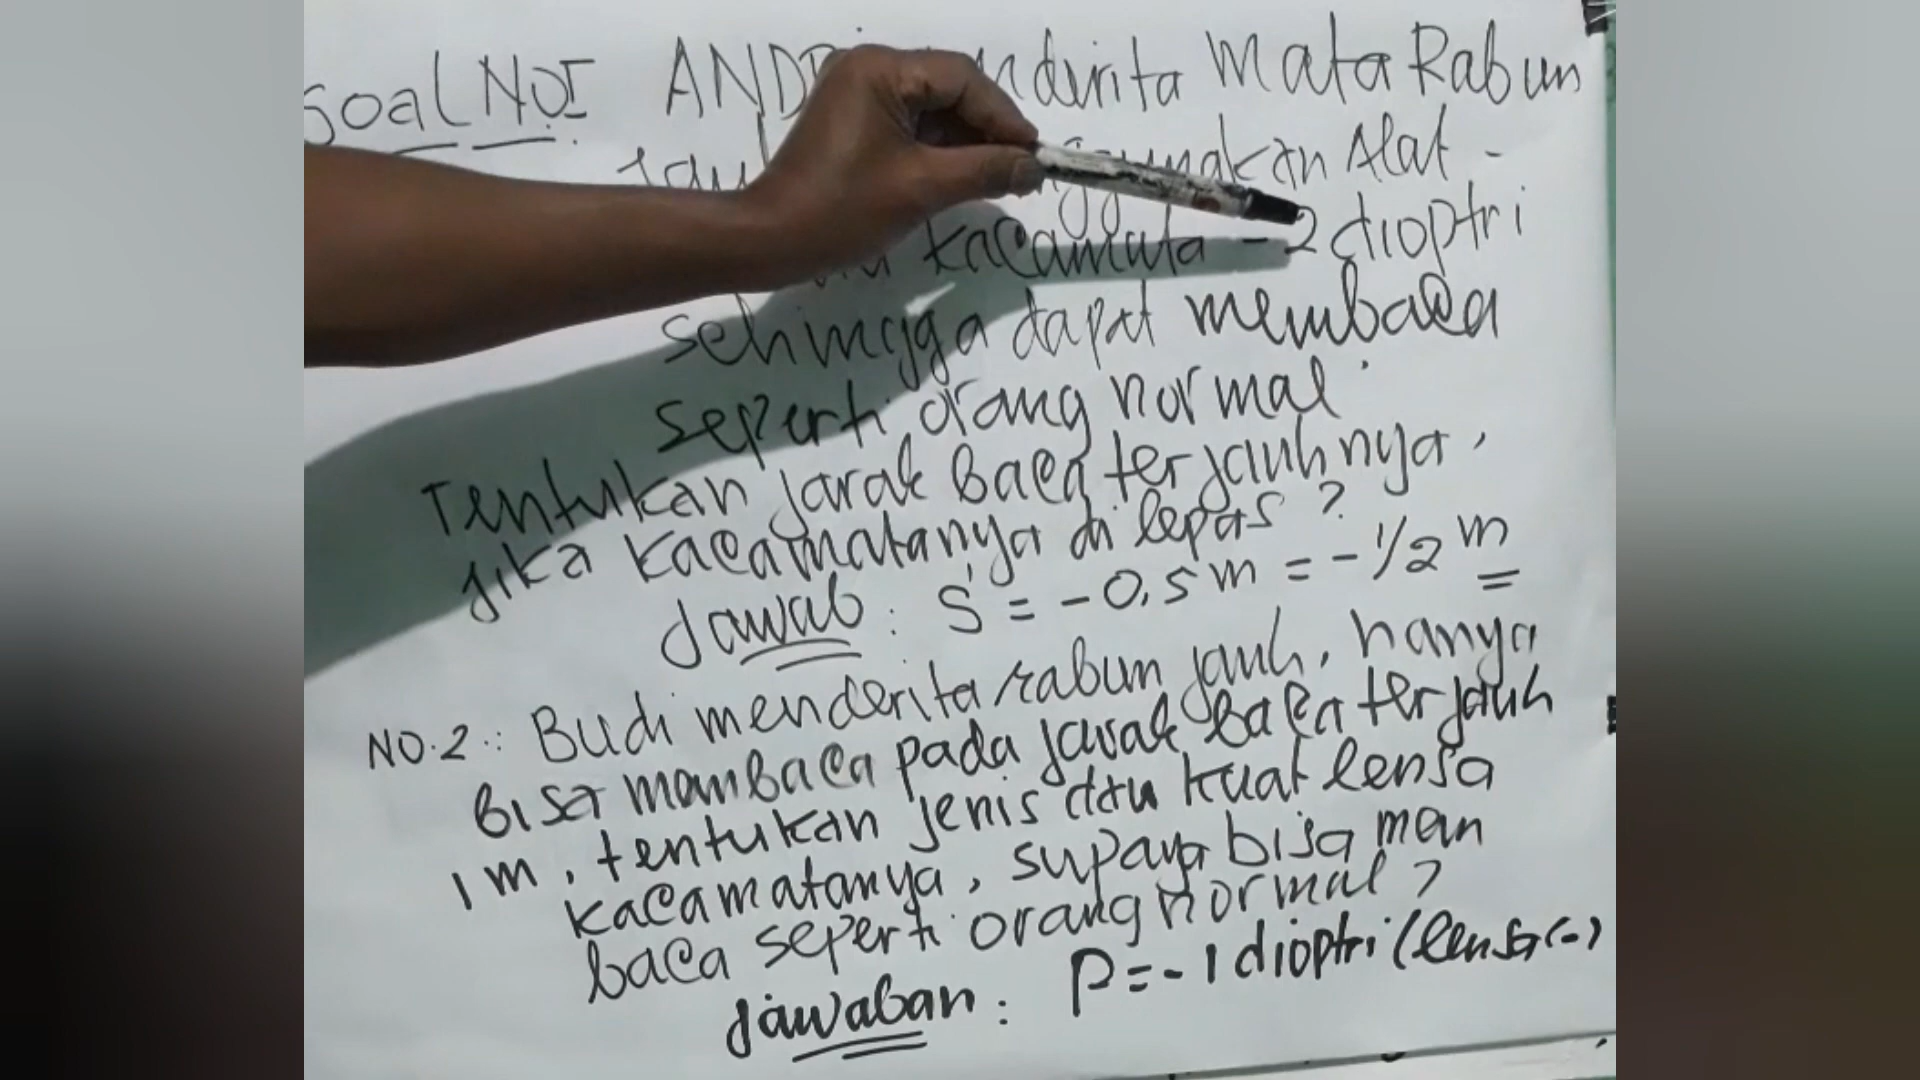 Soal NO I ANDI menderita mata Rabun
menggunakan Alat -
kacamata - 2 dioptri
sehingga dapat membaca
seperti orang normal.
Tentukan jarak baca terjauhnya,
jika kacamatanya di lepas?
Jawab : S' = - 0,5 m = - 1/2 m
NO.2 : Budi menderita rabun jauh, hanya
bisa mambaca pada jarak baca terjauh
1 m, tentukan jenis dan kuat lensa
kacamatanya, supaya bisa mem
baca seperti orang normal?
Jawaban : P = - 1 dioptri (lensa (-)